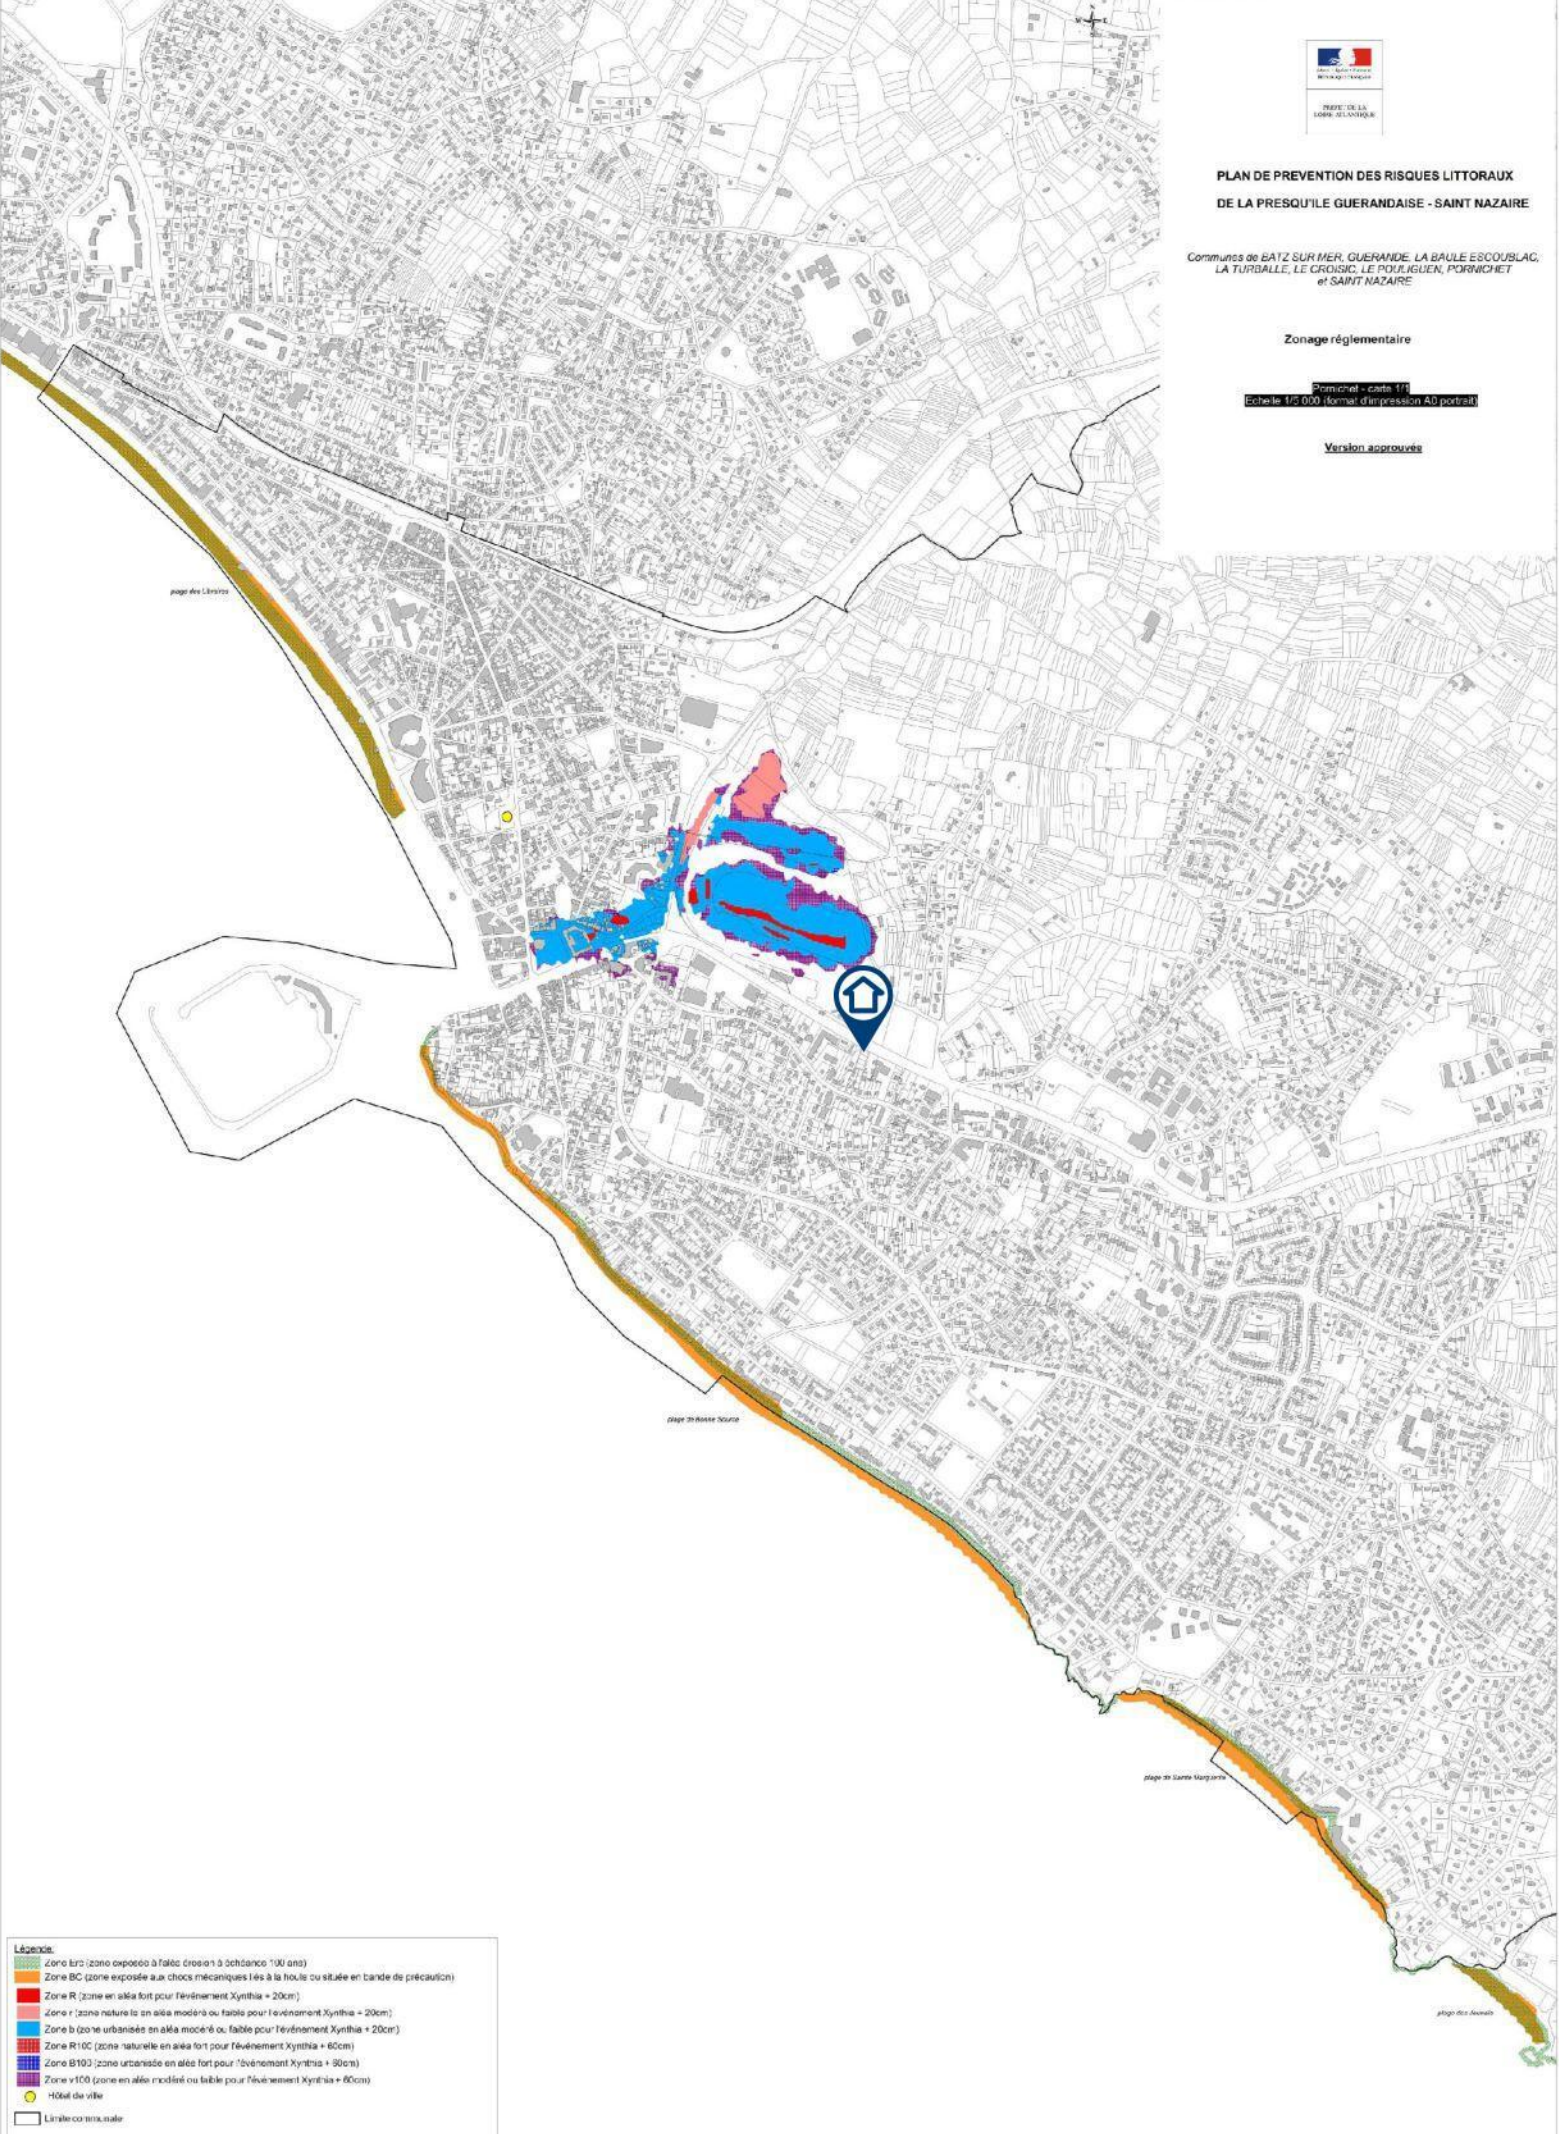 N
W E
PREFET DE LA
LOIRE-ATLANTIQUE
PLAN DE PREVENTION DES RISQUES LITTORAUX
DE LA PRESQU'ILE GUERANDAISE - SAINT NAZAIRE
Communes de BATZ SUR MER, GUERANDE, LA BAULE ESCOUBLAC,
LA TURBALLE, LE CROISIC, LE POULIGUEN, PORNICHET
et SAINT NAZAIRE
Zonage réglementaire
Pornichet - carte 1/1
Echelle 1/5 000 (format d'impression A0 portrait)
Version approuvée
plage des Libraires
plage de Bonne Source
plage de Sainte Marguerite
plage des Jaunais
Légende:
Zone Ero (zone exposée à l'aléa érosion à échéance 100 ans)
Zone BC (zone exposée aux chocs mécaniques liés à la houle ou située en bande de précaution)
Zone R (zone en aléa fort pour l'événement Xynthia + 20cm)
Zone r (zone naturelle en aléa modéré ou faible pour l'événement Xynthia + 20cm)
Zone b (zone urbanisée en aléa modéré ou faible pour l'événement Xynthia + 20cm)
Zone R100 (zone naturelle en aléa fort pour l'événement Xynthia + 60cm)
Zone B100 (zone urbanisée en aléa fort pour l'événement Xynthia + 60cm)
Zone v100 (zone en aléa modéré ou faible pour l'événement Xynthia + 60cm)
Hôtel de ville
Limite communale